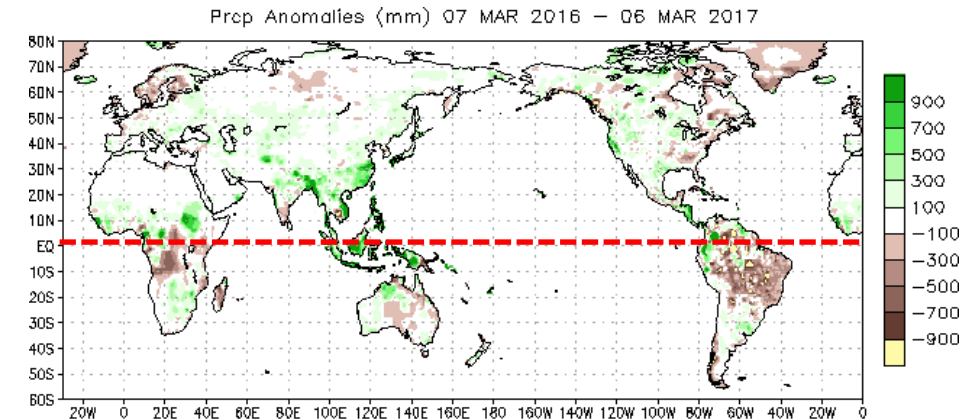 Prcp Anomalies (mm) 07 MAR 2016 – 06 MAR 2017
80N
70N
60N
50N
40N
30N
20N
10N
EQ
10S
20S
30S
40S
50S
60S
20W 0 20E 40E 60E 80E 100E 120E 140E 160E 180 160W 140W 120W 100W 80W 60W 40W 20W 0
900
700
500
300
100
−100
−300
−500
−700
−900